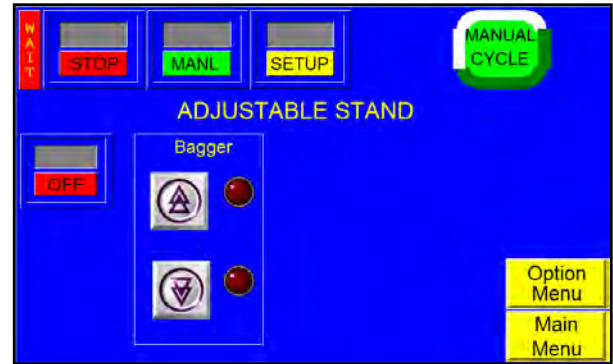 WAIT
STOP
MANL
SETUP
MANUAL
CYCLE
ADJUSTABLE STAND
OFF
Bagger
Option
Menu
Main
Menu